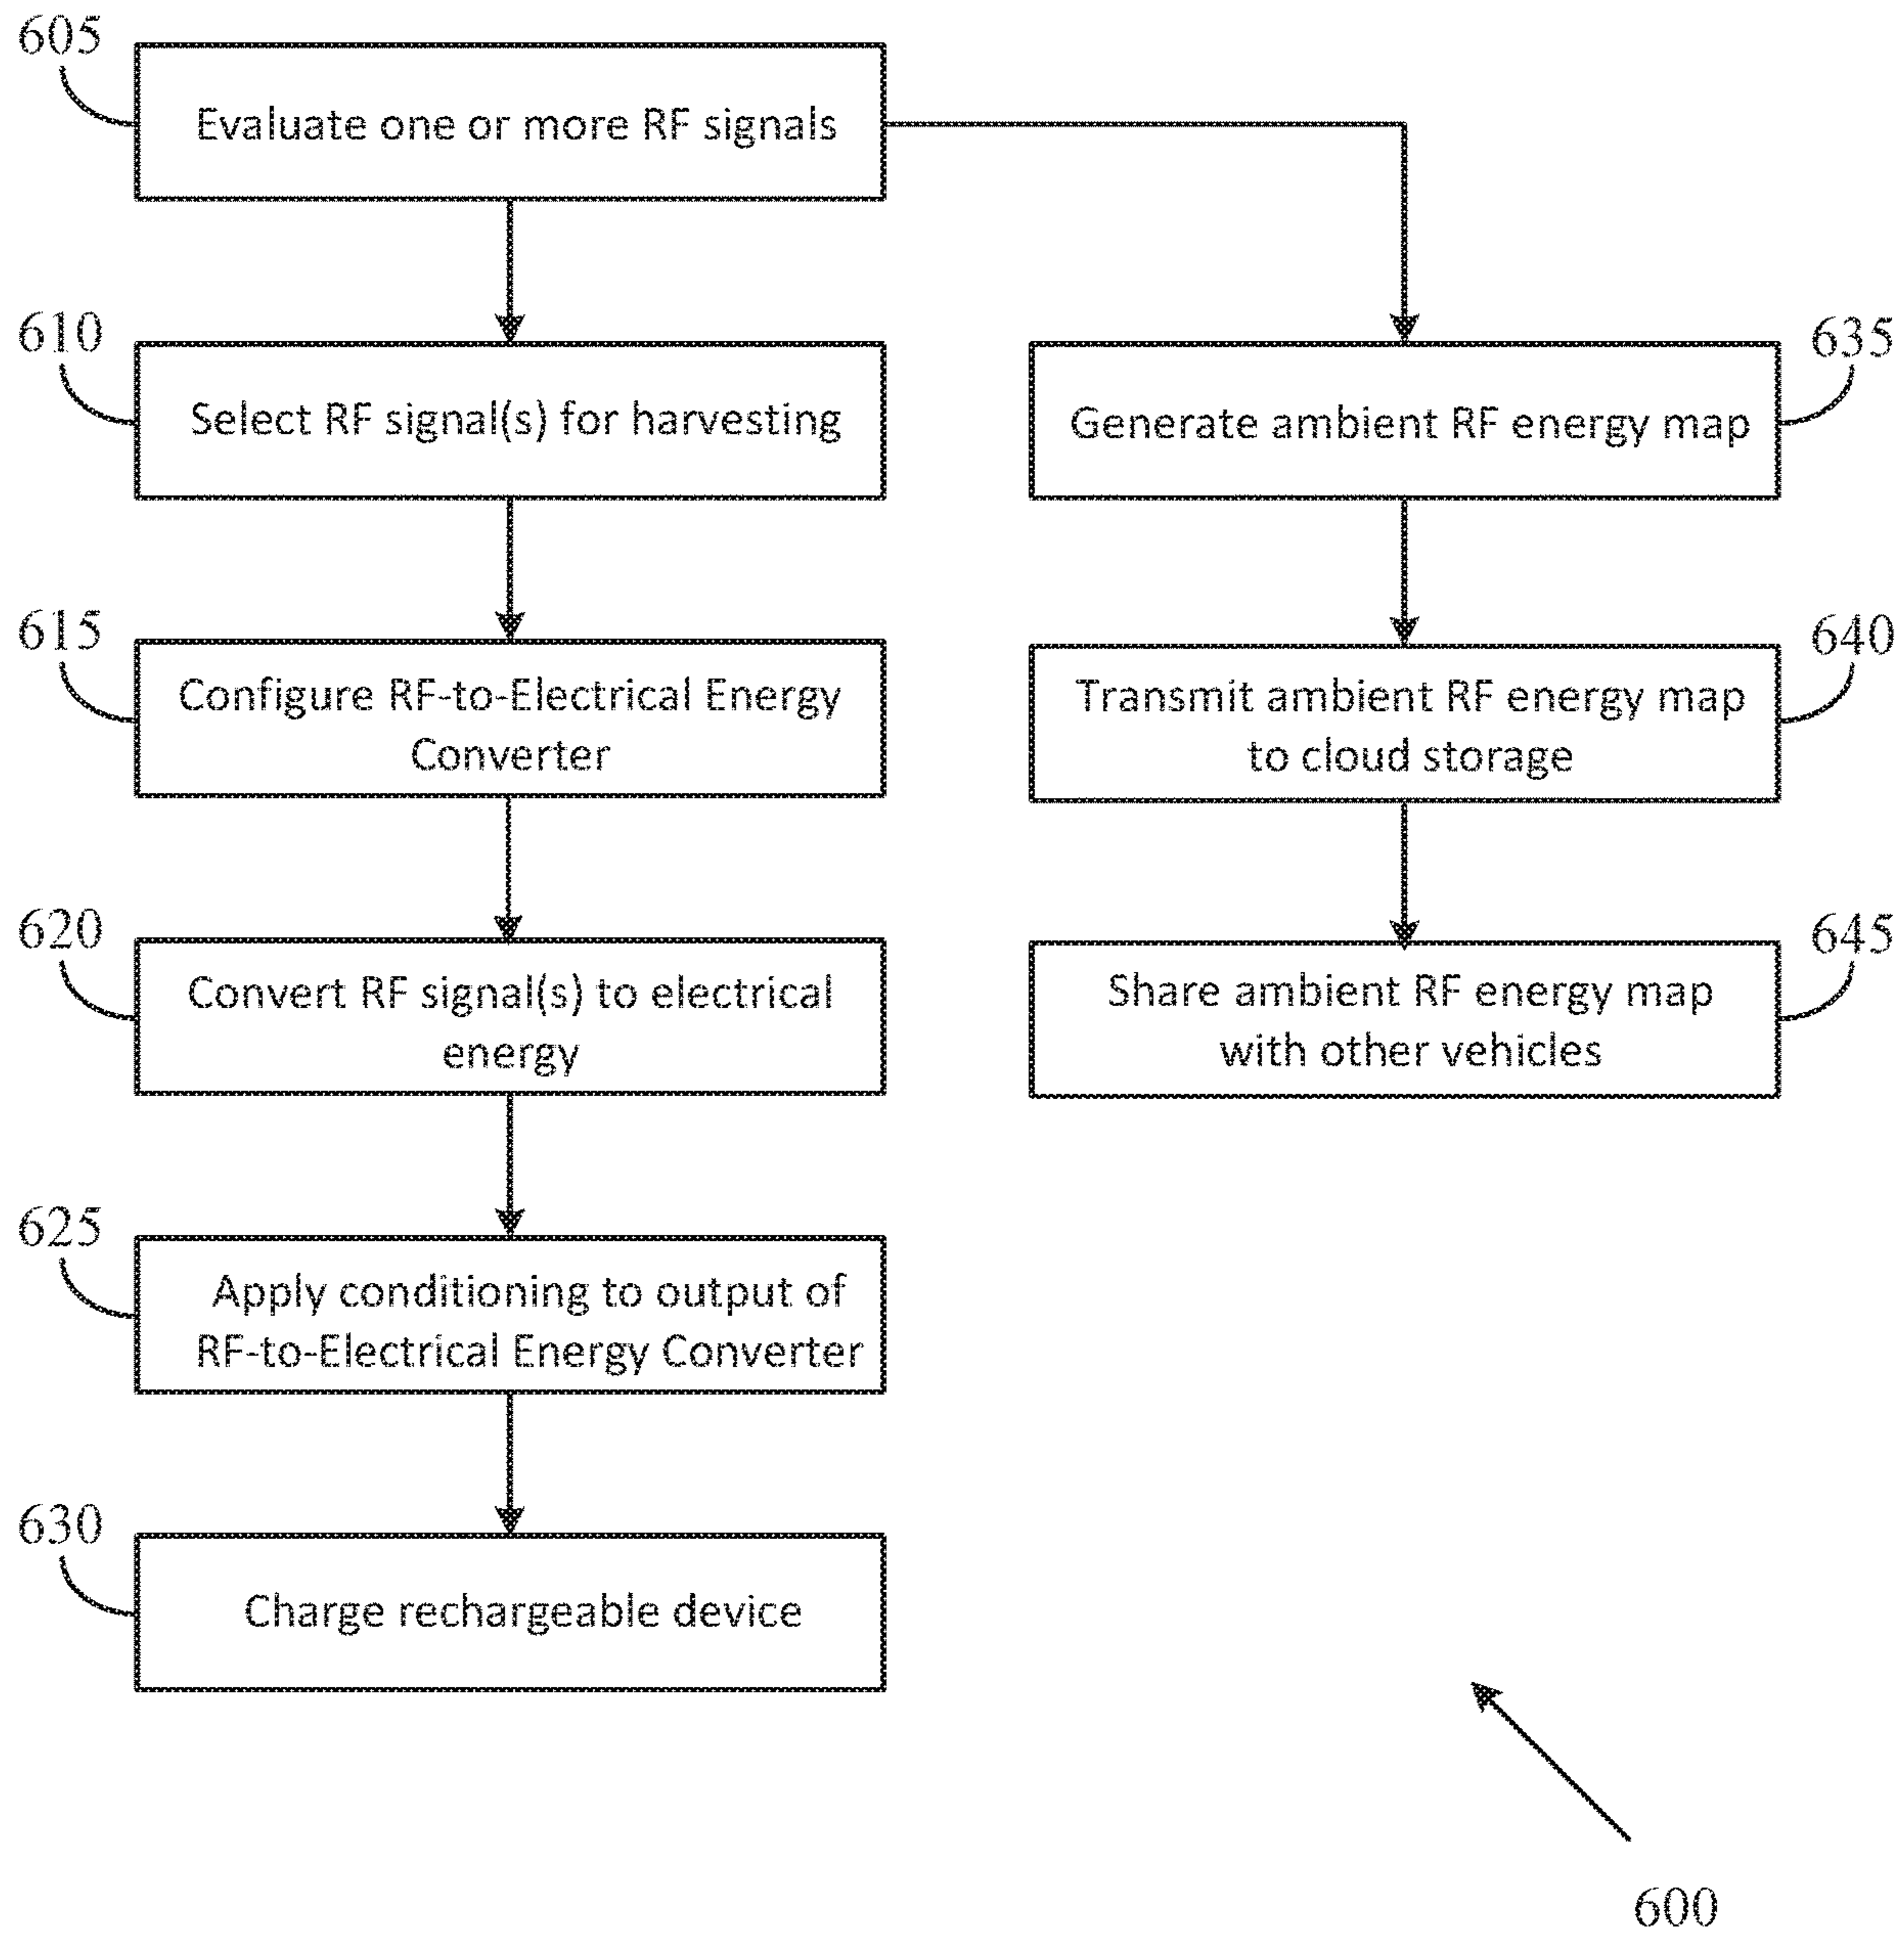 605
Evaluate one or more RF signals
610
Select RF signal(s) for harvesting
615
Configure RF-to-Electrical Energy
Converter
620
Convert RF signal(s) to electrical
energy
625
Apply conditioning to output of
RF-to-Electrical Energy Converter
630
Charge rechargeable device
635
Generate ambient RF energy map
640
Transmit ambient RF energy map
to cloud storage
645
Share ambient RF energy map
with other vehicles
600